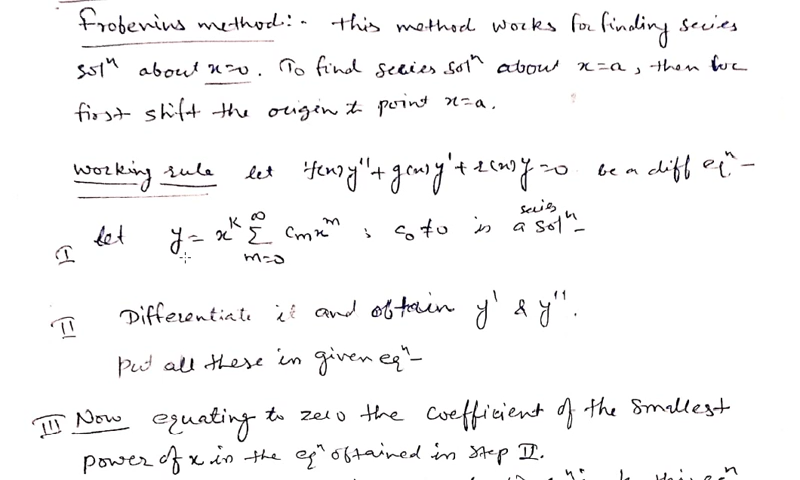 Frobenius method:- this method works for finding series
solⁿ about x=0. To find series solⁿ about x=a, then we
first shift the origin to point x=a.
Working rule let f(x)y''+g(x)y'+r(x)y=0 be a diff eqⁿ-
I let y = x^k ∑_{m=0}^∞ c_m x^m ; c_0≠0 is a series solⁿ-
II Differentiate it and obtain y' & y''.
put all these in given eqⁿ-
III Now equating to zero the coefficient of the smallest
power of x in the eqⁿ obtained in step II.